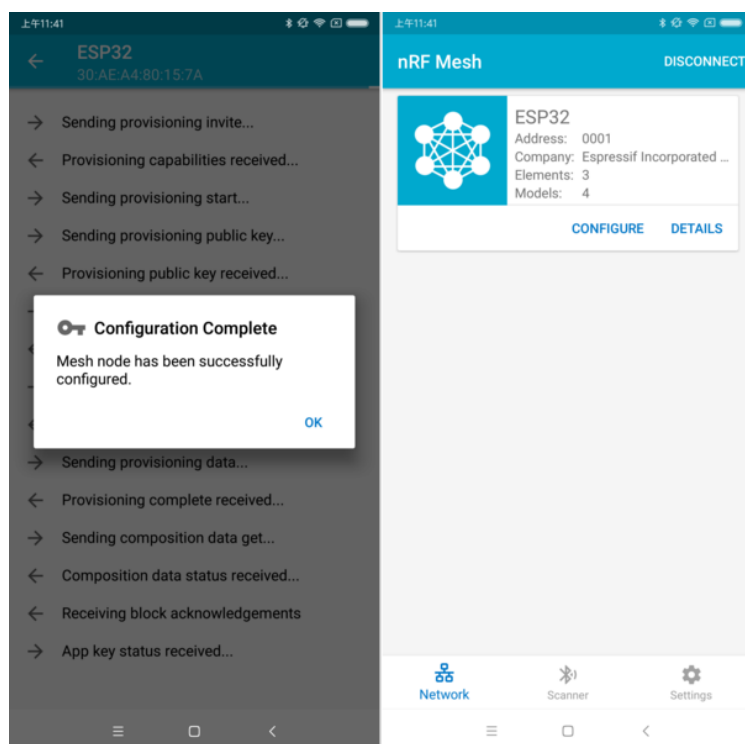 上午11:41
ESP32
30:AE:A4:80:15:7A
Sending provisioning invite...
Provisioning capabilities received...
Sending provisioning start...
Sending provisioning public key...
Provisioning public key received...
Configuration Complete
Mesh node has been successfully
configured.
OK
Sending provisioning data...
Provisioning complete received...
Sending composition data get...
Composition data status received...
Receiving block acknowledgements
App key status received...
上午11:41
nRF Mesh
DISCONNECT
ESP32
Address: 0001
Company: Espressif Incorporated ...
Elements: 3
Models: 4
CONFIGURE DETAILS
Network
Scanner
Settings